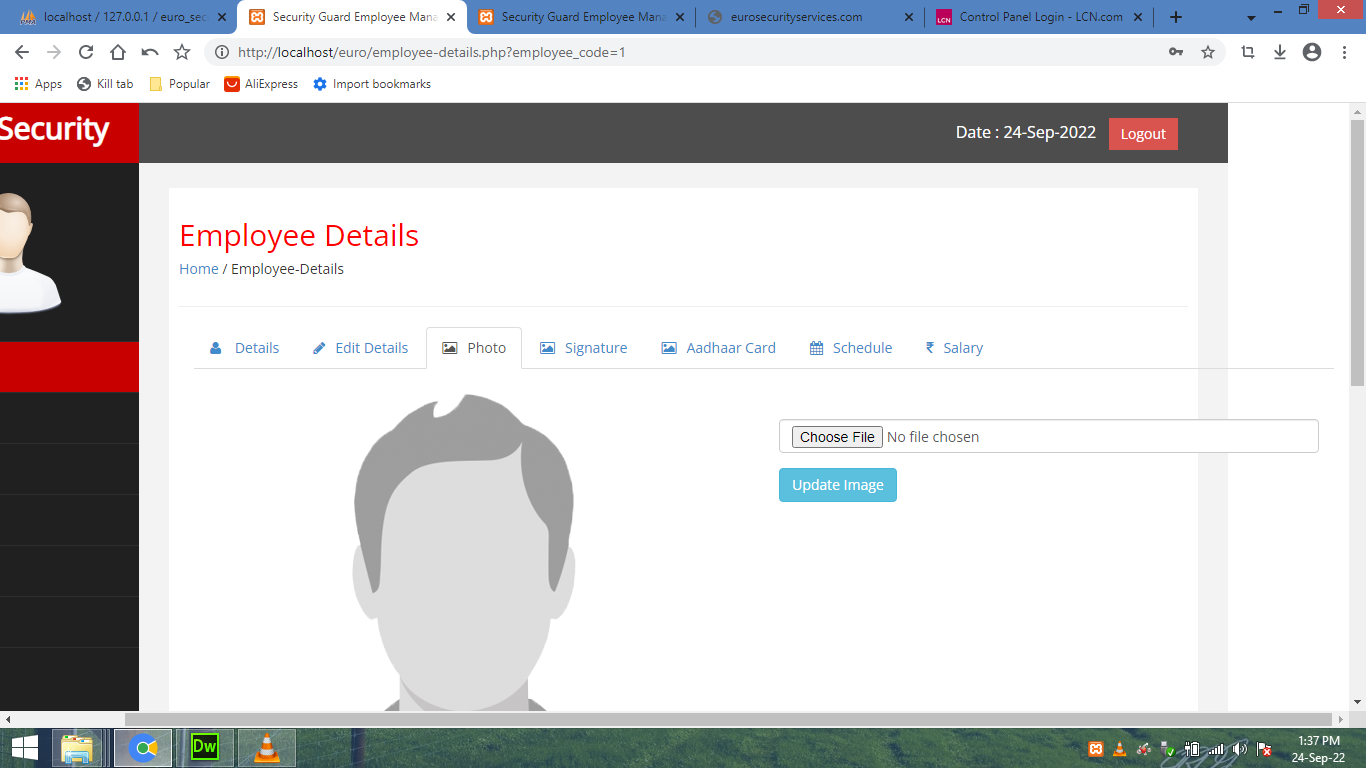 localhost / 127.0.0.1 / euro_sec
Security Guard Employee Mana
Security Guard Employee Mana
eurosecurityservices.com
LCN
Control Panel Login - LCN.com
http://localhost/euro/employee-details.php?employee_code=1
Apps
Kill tab
Popular
AliExpress
Import bookmarks
Security
Date : 24-Sep-2022
Logout
Employee Details
Home / Employee-Details
Details
Edit Details
Photo
Signature
Aadhaar Card
Schedule
₹ Salary
Choose File No file chosen
Update Image
Dw
1:37 PM
24-Sep-22